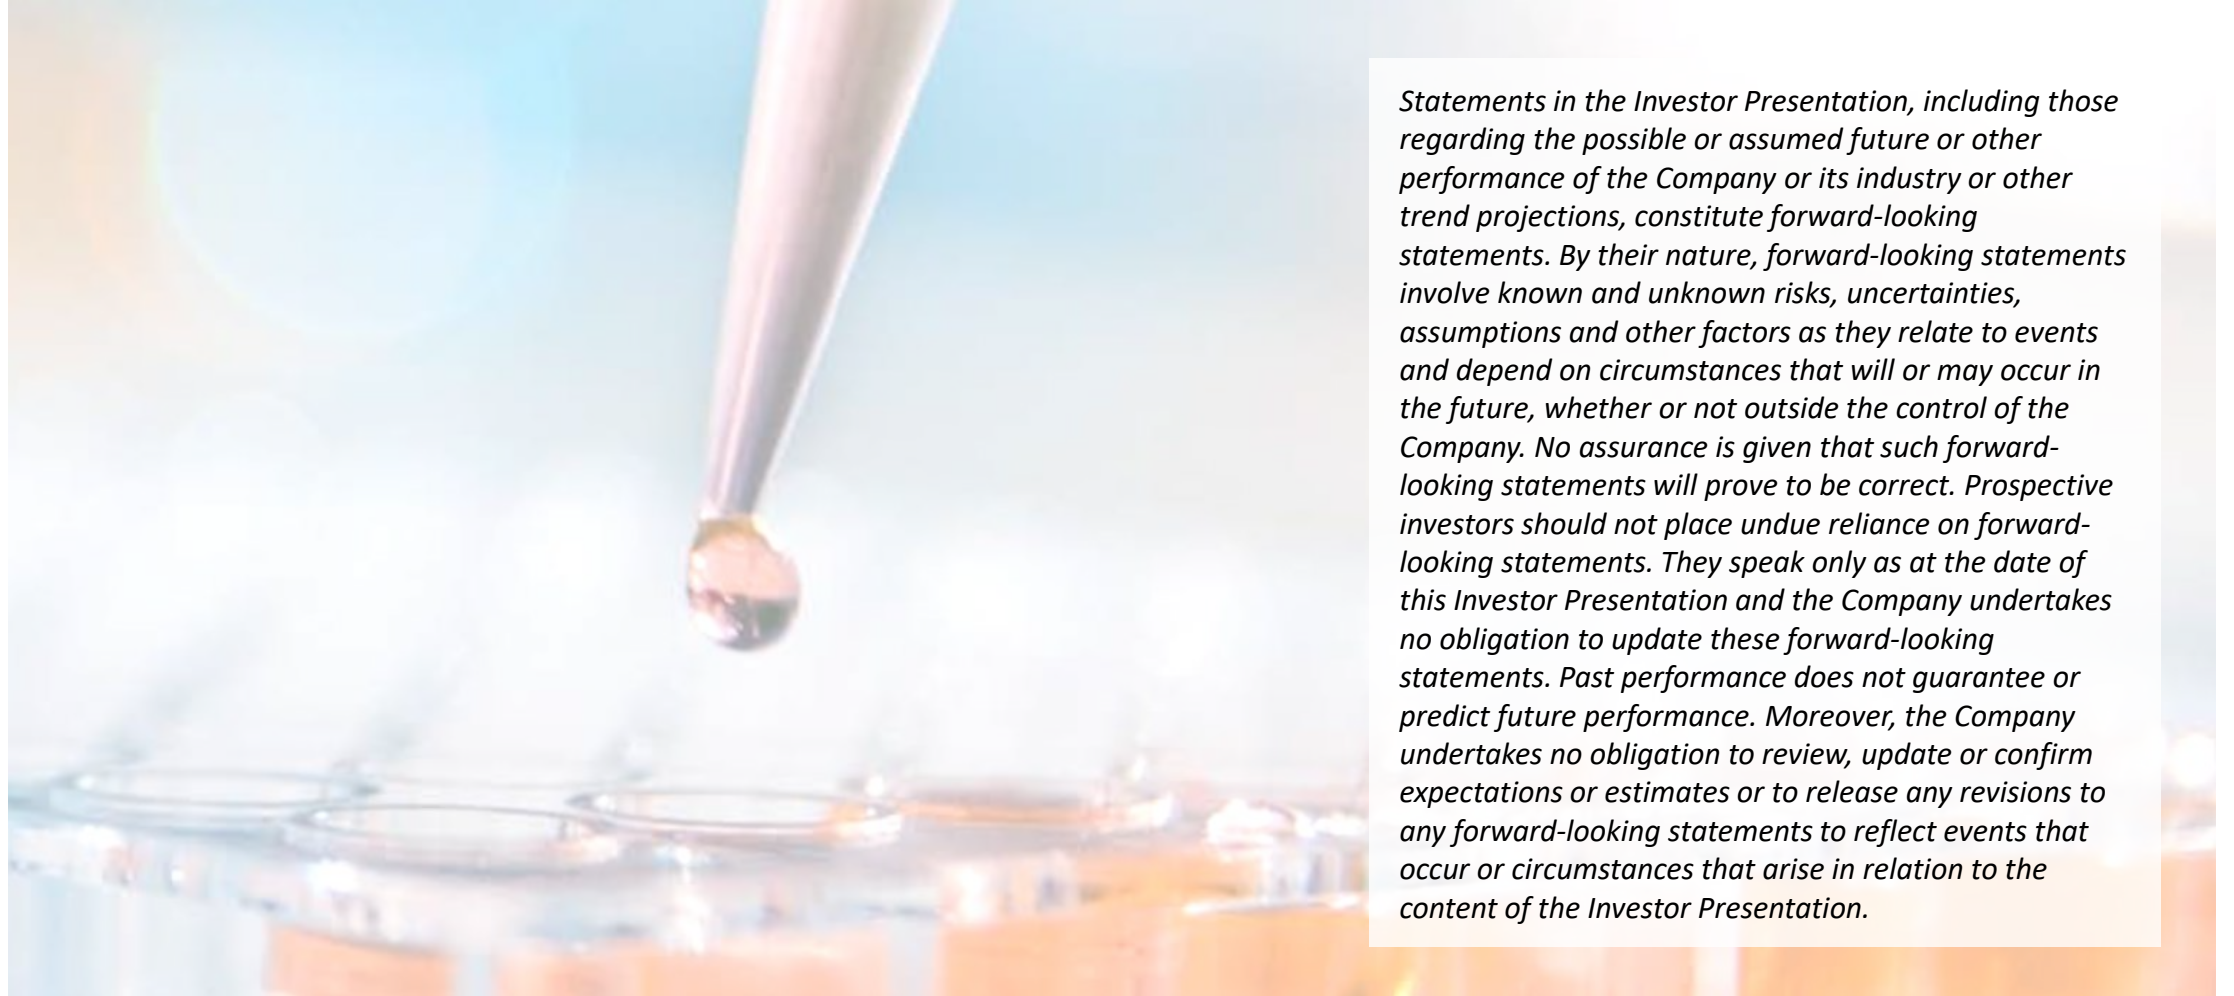 Statements in the Investor Presentation, including those
regarding the possible or assumed future or other
performance of the Company or its industry or other
trend projections, constitute forward-looking
statements. By their nature, forward-looking statements
involve known and unknown risks, uncertainties,
assumptions and other factors as they relate to events
and depend on circumstances that will or may occur in
the future, whether or not outside the control of the
Company. No assurance is given that such forward-
looking statements will prove to be correct. Prospective
investors should not place undue reliance on forward-
looking statements. They speak only as at the date of
this Investor Presentation and the Company undertakes
no obligation to update these forward-looking
statements. Past performance does not guarantee or
predict future performance. Moreover, the Company
undertakes no obligation to review, update or confirm
expectations or estimates or to release any revisions to
any forward-looking statements to reflect events that
occur or circumstances that arise in relation to the
content of the Investor Presentation.